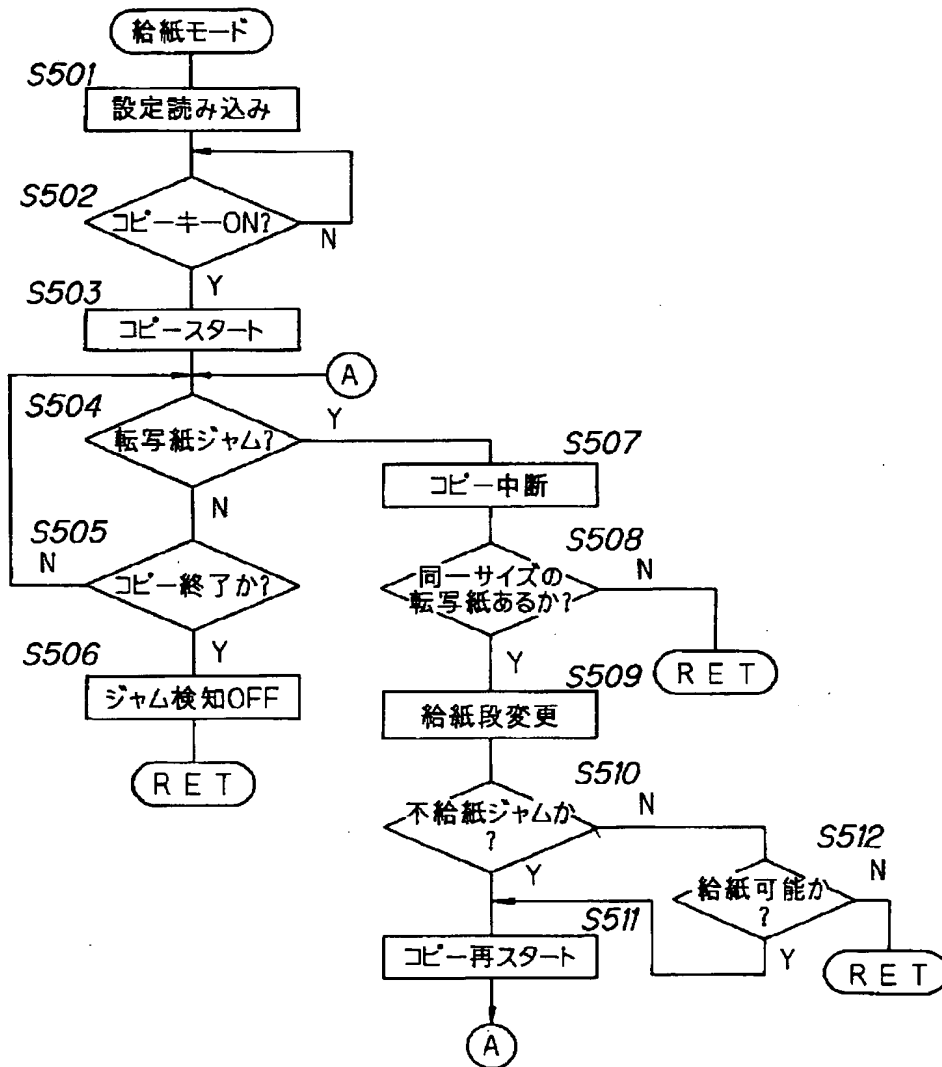 給紙モード
S501
設定読み込み
S502
コピーキーON?
N
Y
S503
コピースタート
A
S504
転写紙ジャム?
Y
N
S505
N
コピー終了か?
Y
S506
ジャム検知OFF
RET
S507
コピー中断
S508
同一サイズの
転写紙あるか?
N
RET
Y
S509
給紙段変更
S510
不給紙ジャムか
?
N
Y
S512
給紙可能か
?
N
Y
RET
S511
コピー再スタート
A